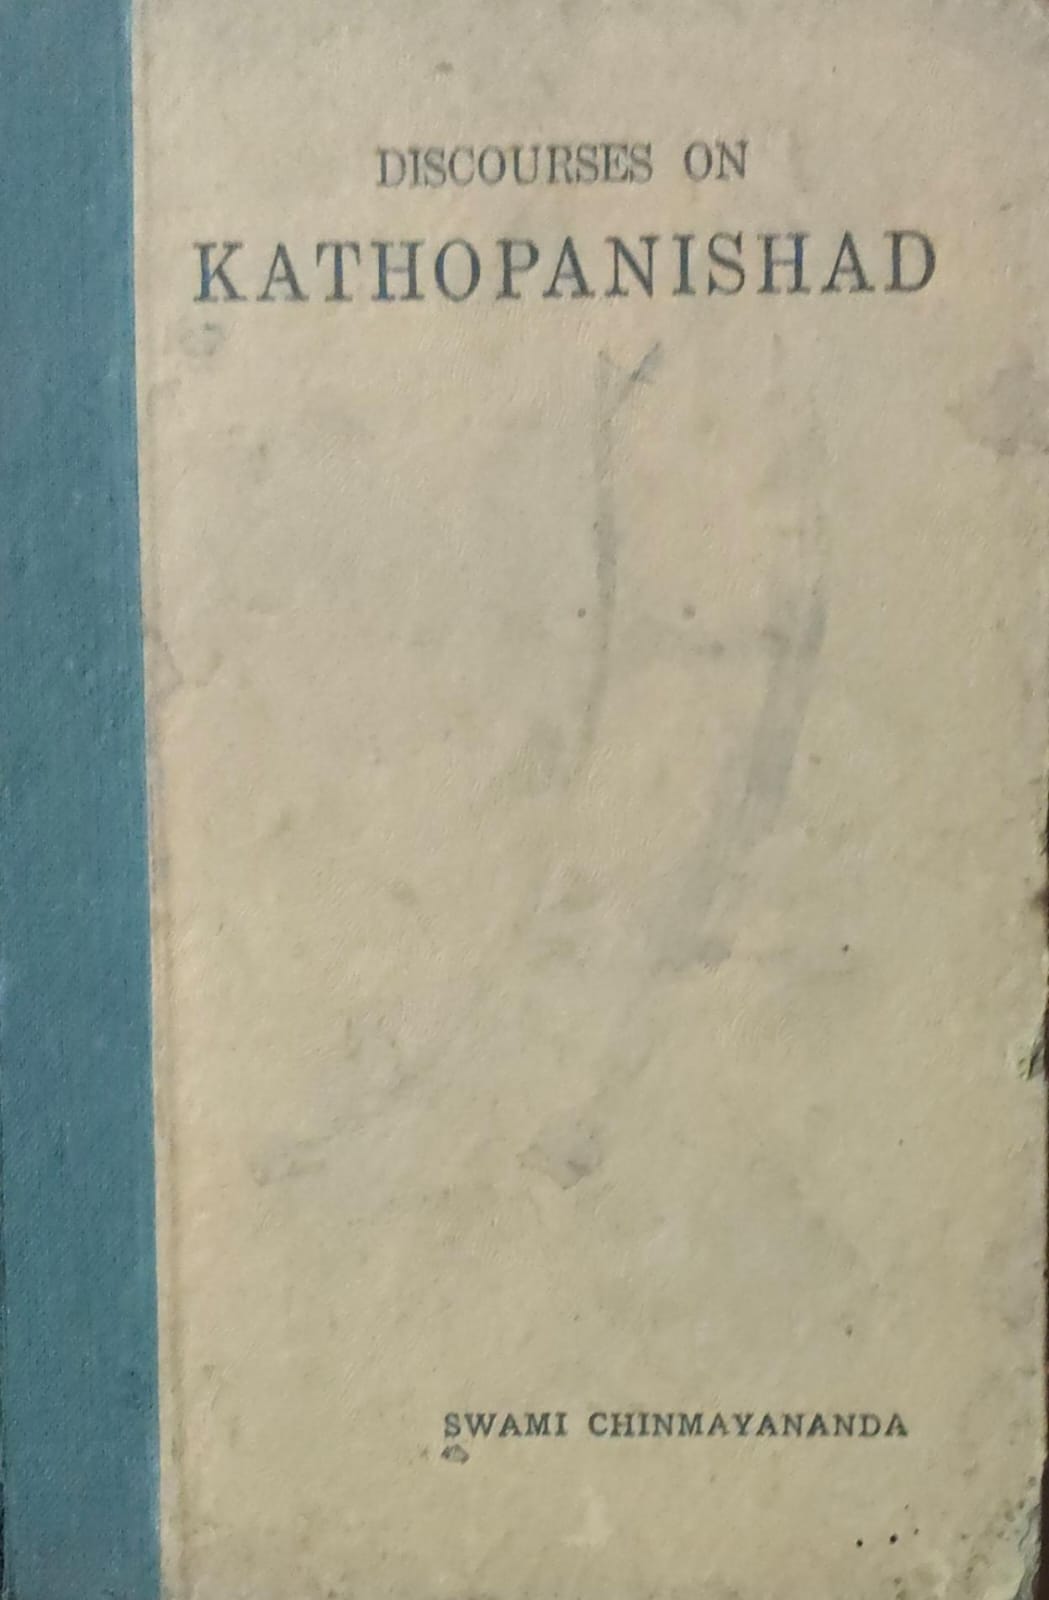 DISCOURSES ON
KATHOPANISHAD
SWAMI CHINMAYANANDA